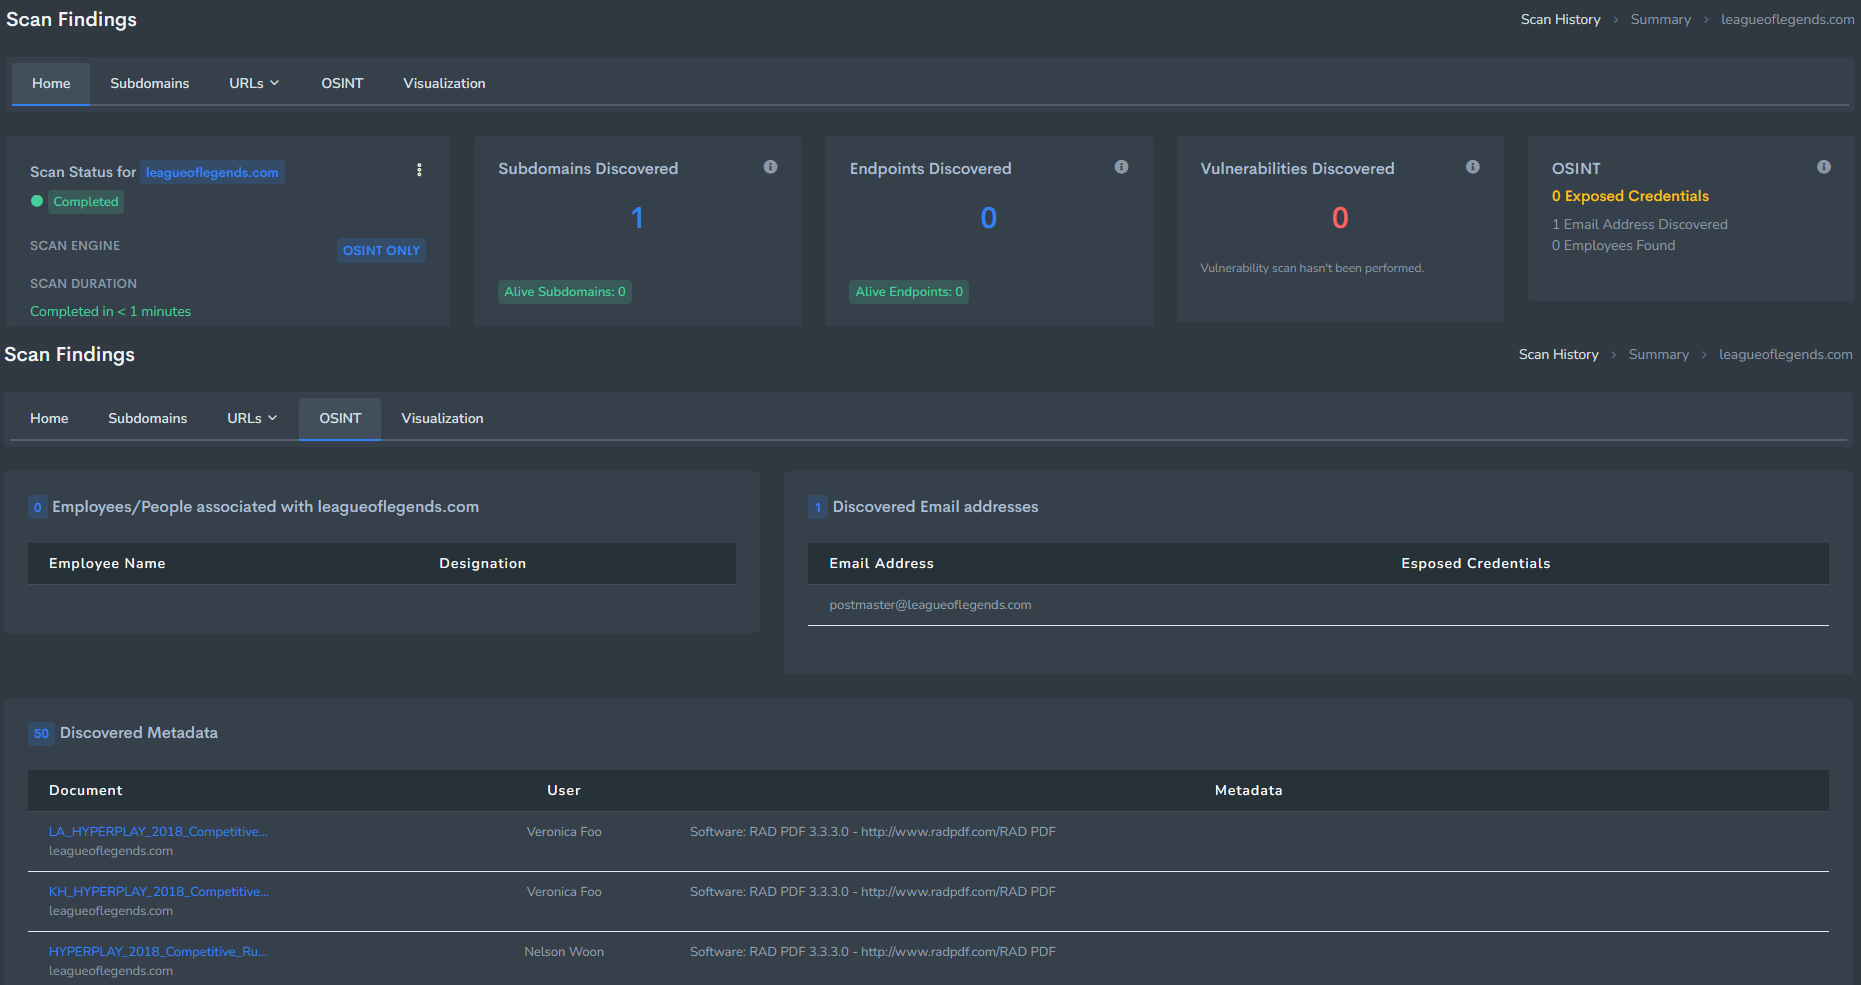 Scan Findings
Scan History › Summary › leagueoflegends.com
Home Subdomains URLs OSINT Visualization
Scan Status for leagueoflegends.com
Completed
SCAN ENGINE
OSINT ONLY
SCAN DURATION
Completed in < 1 minutes
Subdomains Discovered
1
Alive Subdomains: 0
Endpoints Discovered
0
Alive Endpoints: 0
Vulnerabilities Discovered
0
Vulnerability scan hasn't been performed.
OSINT
0 Exposed Credentials
1 Email Address Discovered
0 Employees Found
Scan Findings
Scan History › Summary › leagueoflegends.com
Home Subdomains URLs OSINT Visualization
0 Employees/People associated with leagueoflegends.com
Employee Name Designation
1 Discovered Email addresses
Email Address Esposed Credentials
postmaster@leagueoflegends.com
50 Discovered Metadata
Document User Metadata
LA_HYPERPLAY_2018_Competitive... Veronica Foo Software: RAD PDF 3.3.3.0 - http://www.radpdf.com/RAD PDF
leagueoflegends.com
KH_HYPERPLAY_2018_Competitive... Veronica Foo Software: RAD PDF 3.3.3.0 - http://www.radpdf.com/RAD PDF
leagueoflegends.com
HYPERPLAY_2018_Competitive_Ru... Nelson Woon Software: RAD PDF 3.3.3.0 - http://www.radpdf.com/RAD PDF
leagueoflegends.com